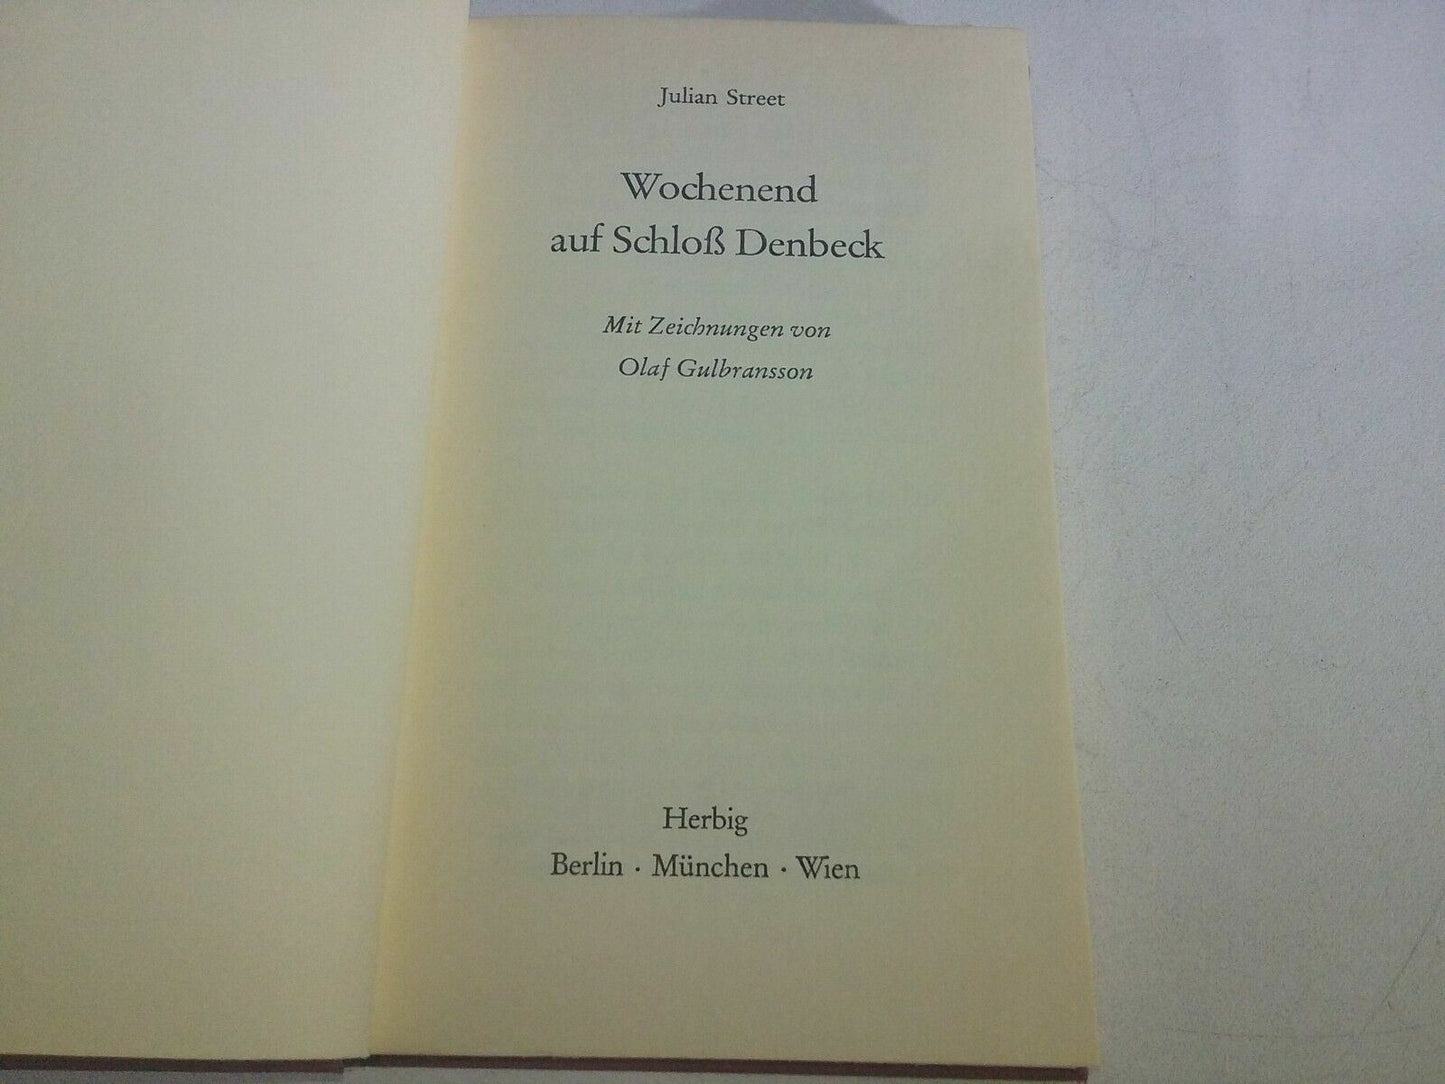 Julian Street
Wochenend
auf Schloß Denbeck
Mit Zeichnungen von
Olaf Gulbransson
Herbig
Berlin · München · Wien